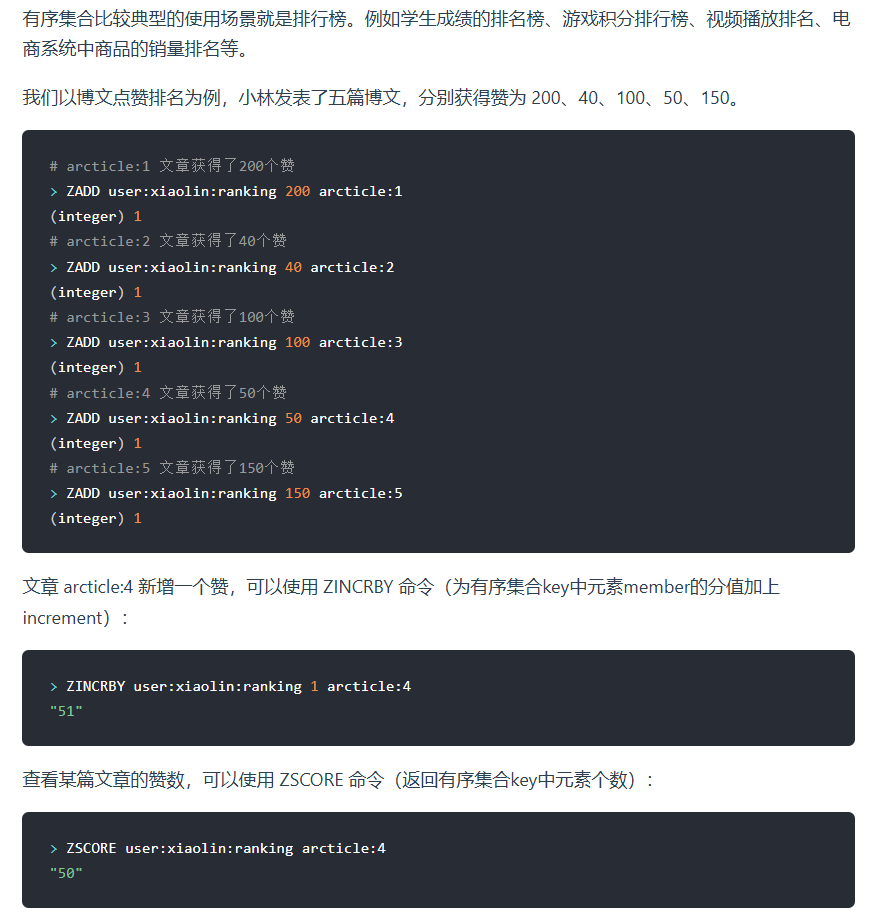 有序集合比较典型的使用场景就是排行榜。例如学生成绩的排名榜、游戏积分排行榜、视频播放排名、电
商系统中商品的销量排名等。
我们以博文点赞排名为例，小林发表了五篇博文，分别获得赞为 200、40、100、50、150。
# arcticle:1 文章获得了200个赞
> ZADD user:xiaolin:ranking 200 arcticle:1
(integer) 1
# arcticle:2 文章获得了40个赞
> ZADD user:xiaolin:ranking 40 arcticle:2
(integer) 1
# arcticle:3 文章获得了100个赞
> ZADD user:xiaolin:ranking 100 arcticle:3
(integer) 1
# arcticle:4 文章获得了50个赞
> ZADD user:xiaolin:ranking 50 arcticle:4
(integer) 1
# arcticle:5 文章获得了150个赞
> ZADD user:xiaolin:ranking 150 arcticle:5
(integer) 1
文章 arcticle:4 新增一个赞，可以使用 ZINCRBY 命令（为有序集合key中元素member的分值加上
increment）：
> ZINCRBY user:xiaolin:ranking 1 arcticle:4
"51"
查看某篇文章的赞数，可以使用 ZSCORE 命令（返回有序集合key中元素个数）：
> ZSCORE user:xiaolin:ranking arcticle:4
"50"